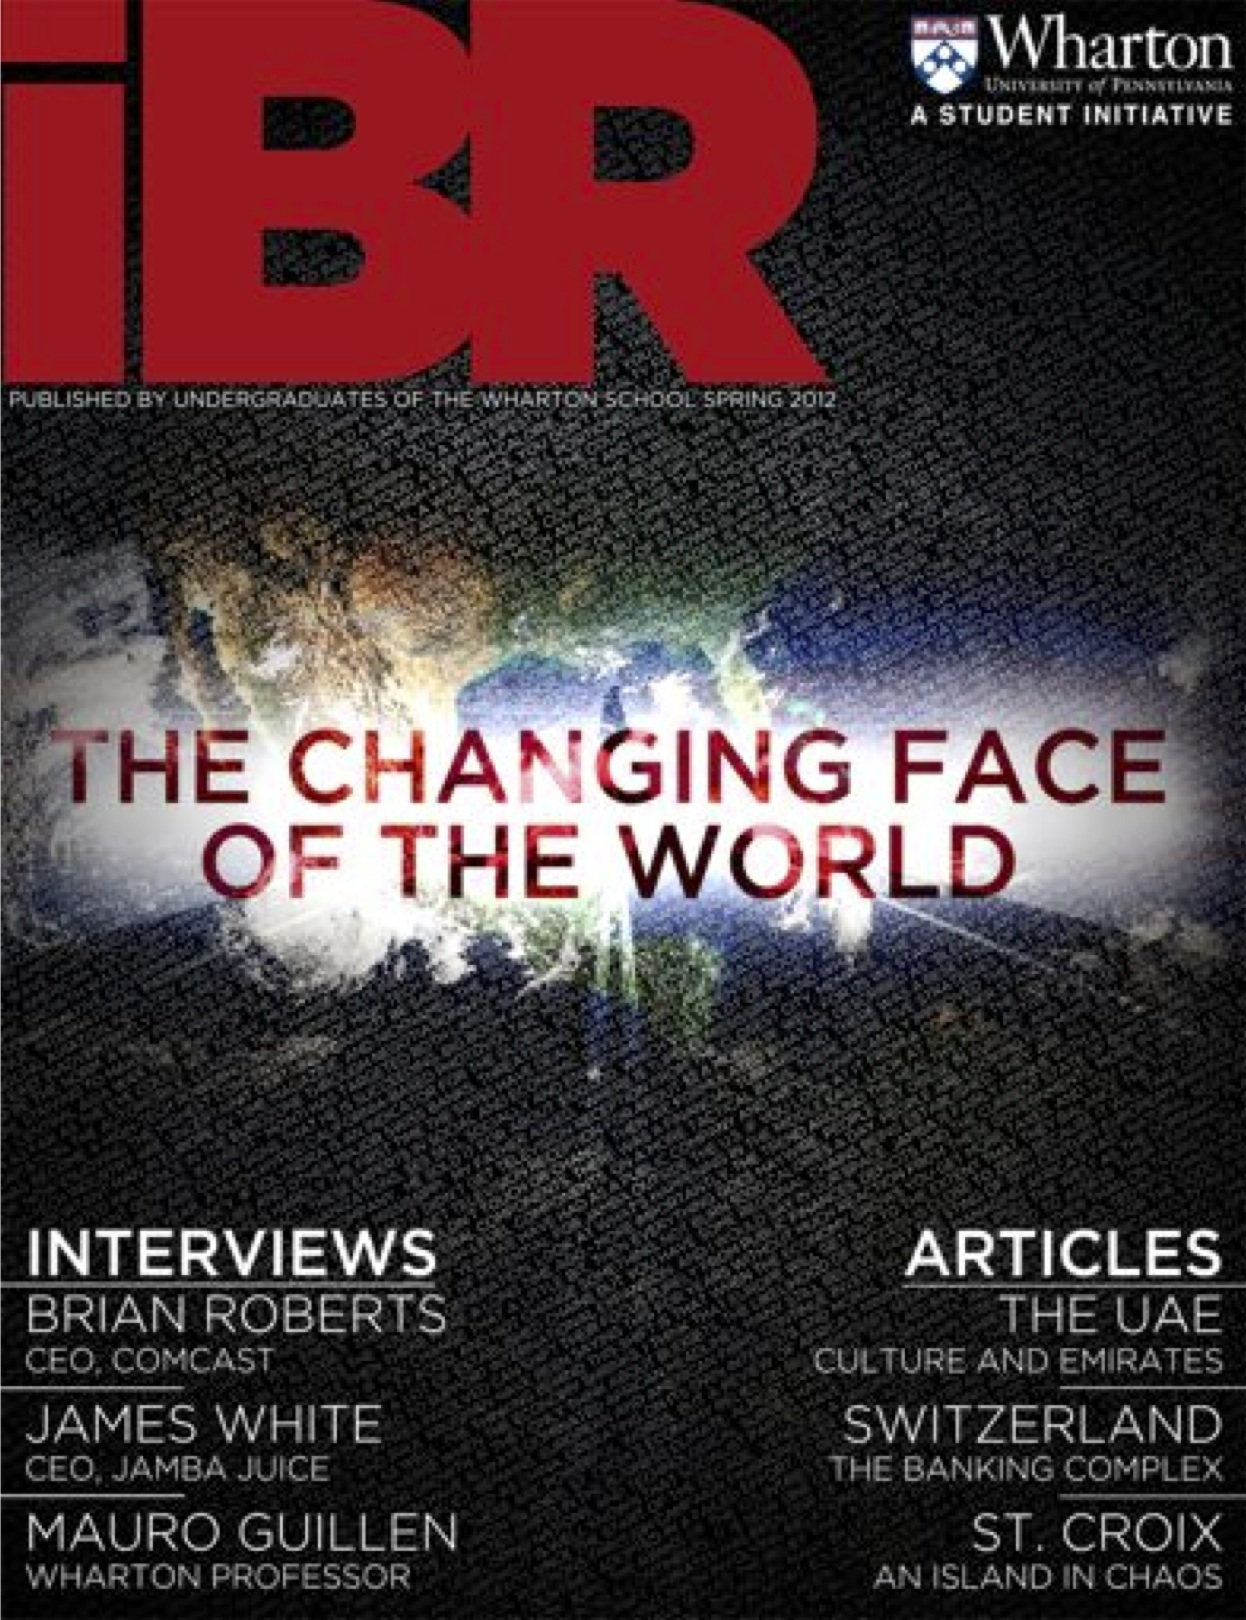 iBR
Wharton
UNIVERSITY of PENNSYLVANIA
A STUDENT INITIATIVE
PUBLISHED BY UNDERGRADUATES OF THE WHARTON SCHOOL SPRING 2012
THE CHANGING FACE
OF THE WORLD
INTERVIEWS
BRIAN ROBERTS
CEO, COMCAST
JAMES WHITE
CEO, JAMBA JUICE
MAURO GUILLEN
WHARTON PROFESSOR
ARTICLES
THE UAE
CULTURE AND EMIRATES
SWITZERLAND
THE BANKING COMPLEX
ST. CROIX
AN ISLAND IN CHAOS